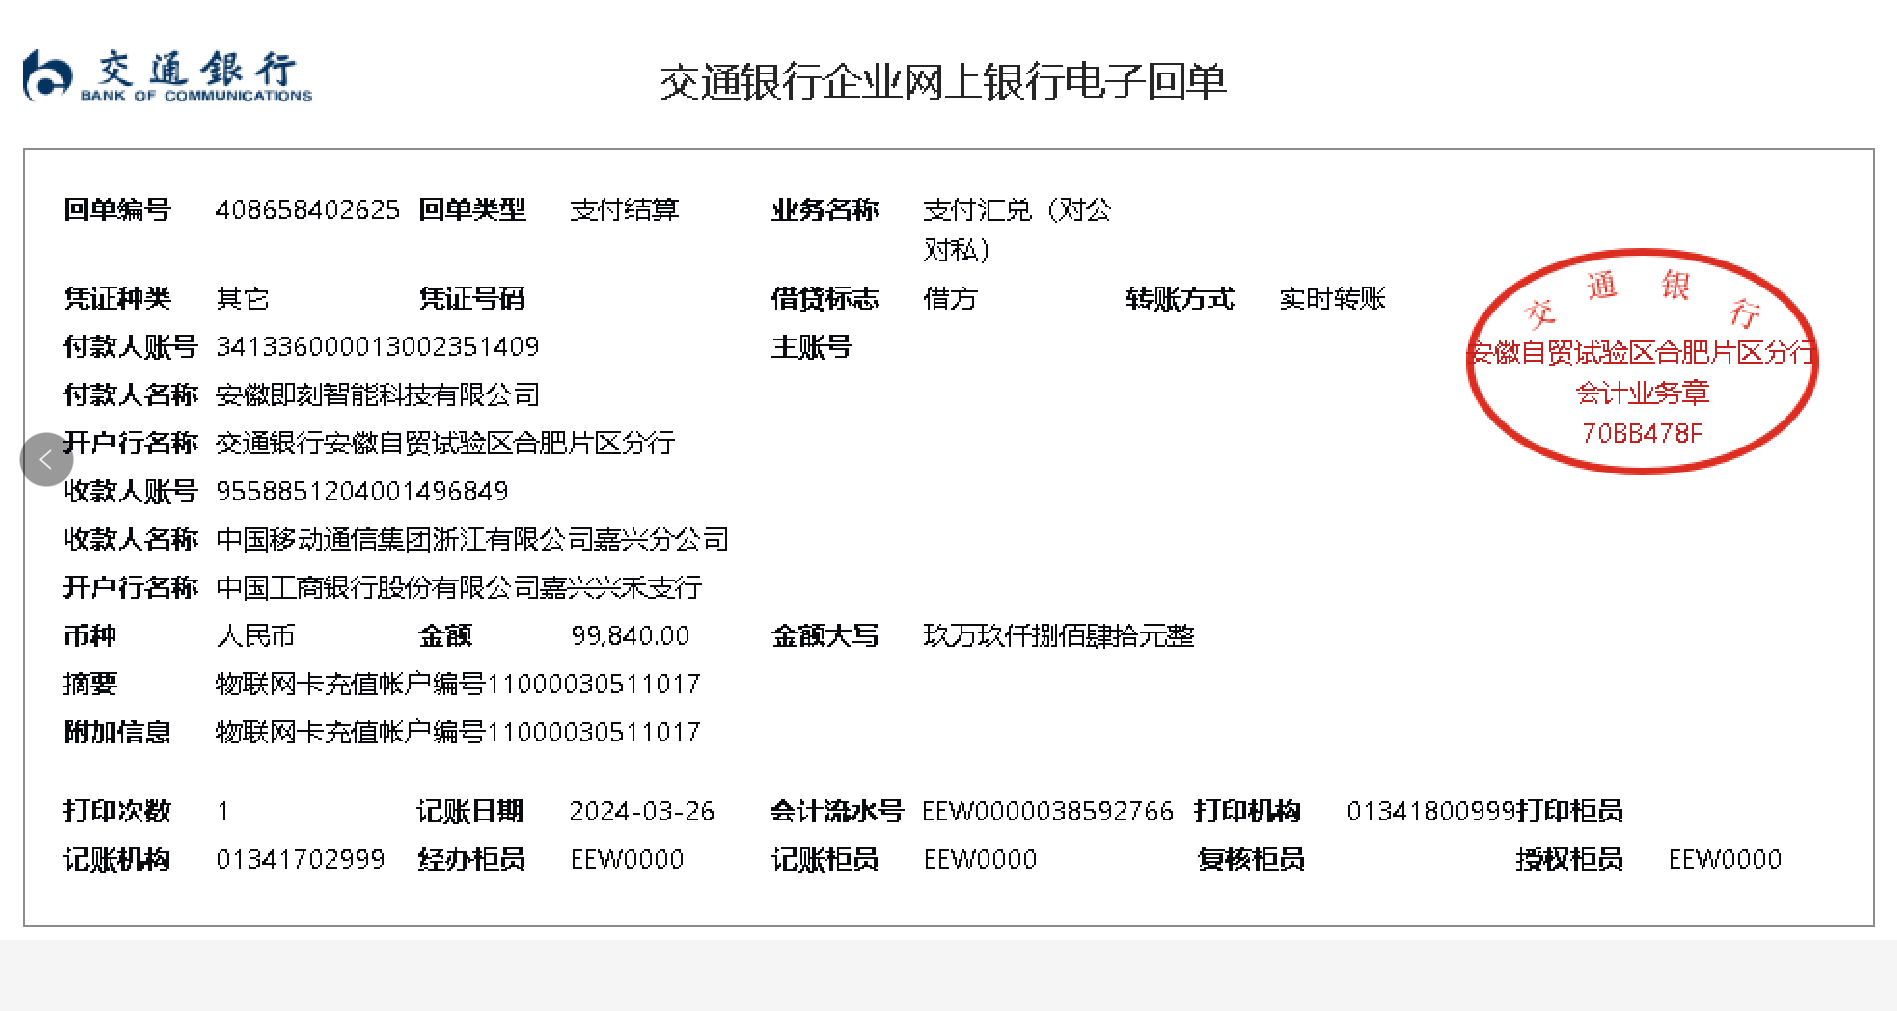 交通銀行
BANK OF COMMUNICATIONS
交通银行企业网上银行电子回单
回单编号 408658402625 回单类型 支付结算 业务名称 支付汇兑（对公
对私）
凭证种类 其它 凭证号码 借贷标志 借方 转账方式 实时转账
付款人账号 341336000013002351409 主账号
付款人名称 安徽即刻智能科技有限公司
开户行名称 交通银行安徽自贸试验区合肥片区分行
收款人账号 9558851204001496849
收款人名称 中国移动通信集团浙江有限公司嘉兴分公司
开户行名称 中国工商银行股份有限公司嘉兴兴禾支行
币种 人民币 金额 99,840.00 金额大写 玖万玖仟捌佰肆拾元整
摘要 物联网卡充值帐户编号11000030511017
附加信息 物联网卡充值帐户编号11000030511017
交通银行
安徽自贸试验区合肥片区分行
会计业务章
70BB478F
打印次数 1 记账日期 2024-03-26 会计流水号 EEW0000038592766 打印机构 01341800999打印柜员
记账机构 01341702999 经办柜员 EEW0000 记账柜员 EEW0000 复核柜员 授权柜员 EEW0000